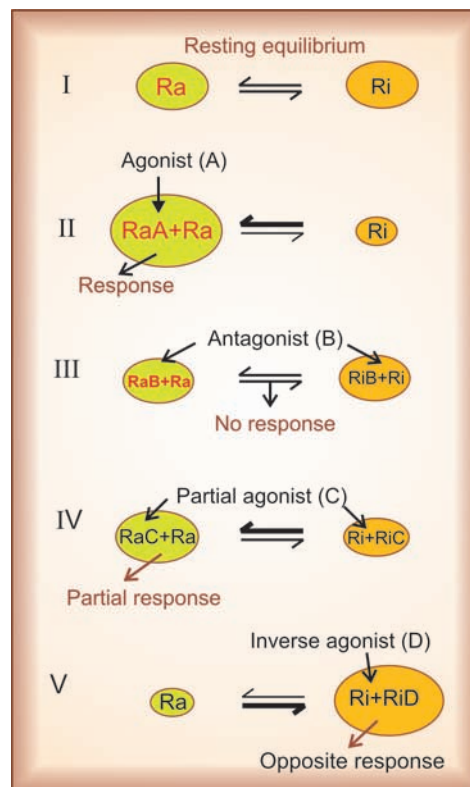 Resting equilibrium
I
Ra
Ri
Agonist (A)
II
RaA+Ra
Ri
Response
Antagonist (B)
III
RaB+Ra
RiB+Ri
No response
Partial agonist (C)
IV
RaC+Ra
Ri+RiC
Partial response
Inverse agonist (D)
V
Ra
Ri+RiD
Opposite response